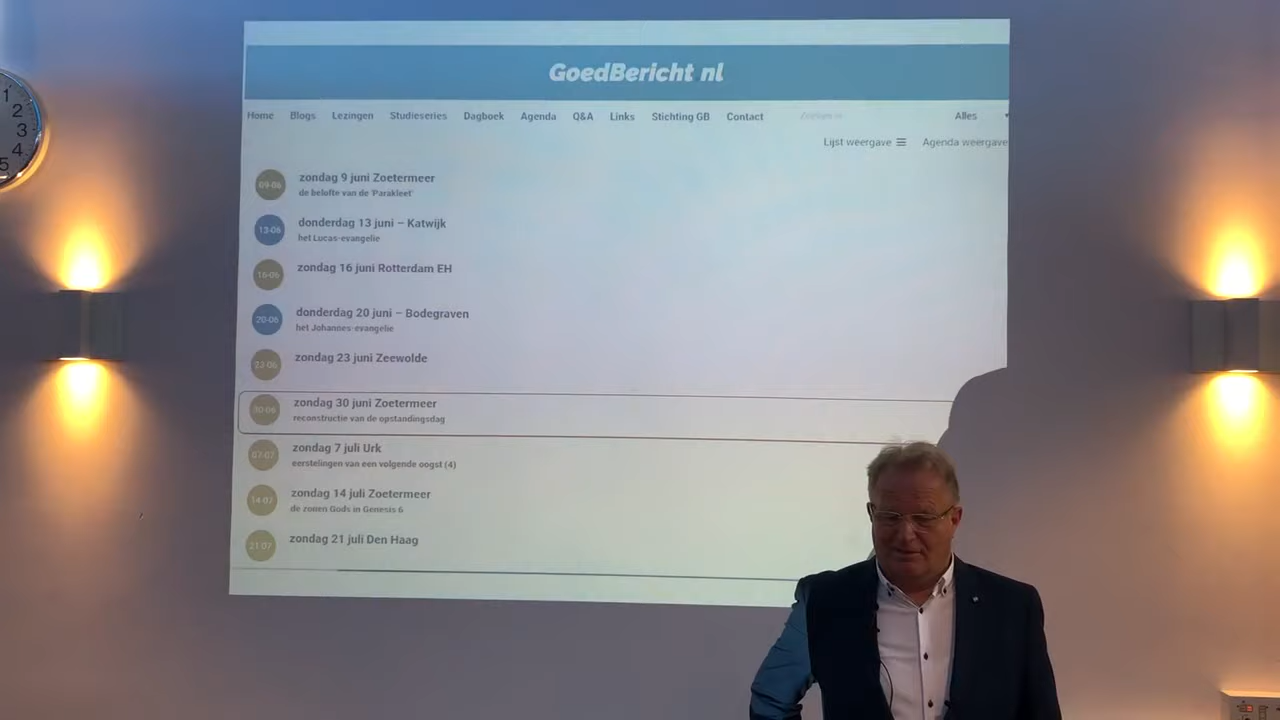 GoedBericht nl
Home Blogs Lezingen Studieseries Dagboek Agenda Q&A Links Stichting GB Contact Alles
Lijst weergave Agenda weergave
09-06 zondag 9 juni Zoetermeer
de belofte van de 'Parakleet'
13-06 donderdag 13 juni – Katwijk
het Lucas-evangelie
16-06 zondag 16 juni Rotterdam EH
20-06 donderdag 20 juni – Bodegraven
het Johannes-evangelie
23-06 zondag 23 juni Zeewolde
30-06 zondag 30 juni Zoetermeer
reconstructie van de opstandingsdag
07-07 zondag 7 juli Urk
eerstelingen van een volgende oogst (4)
14-07 zondag 14 juli Zoetermeer
de zonen Gods in Genesis 6
21-07 zondag 21 juli Den Haag
1
2
3
4
5